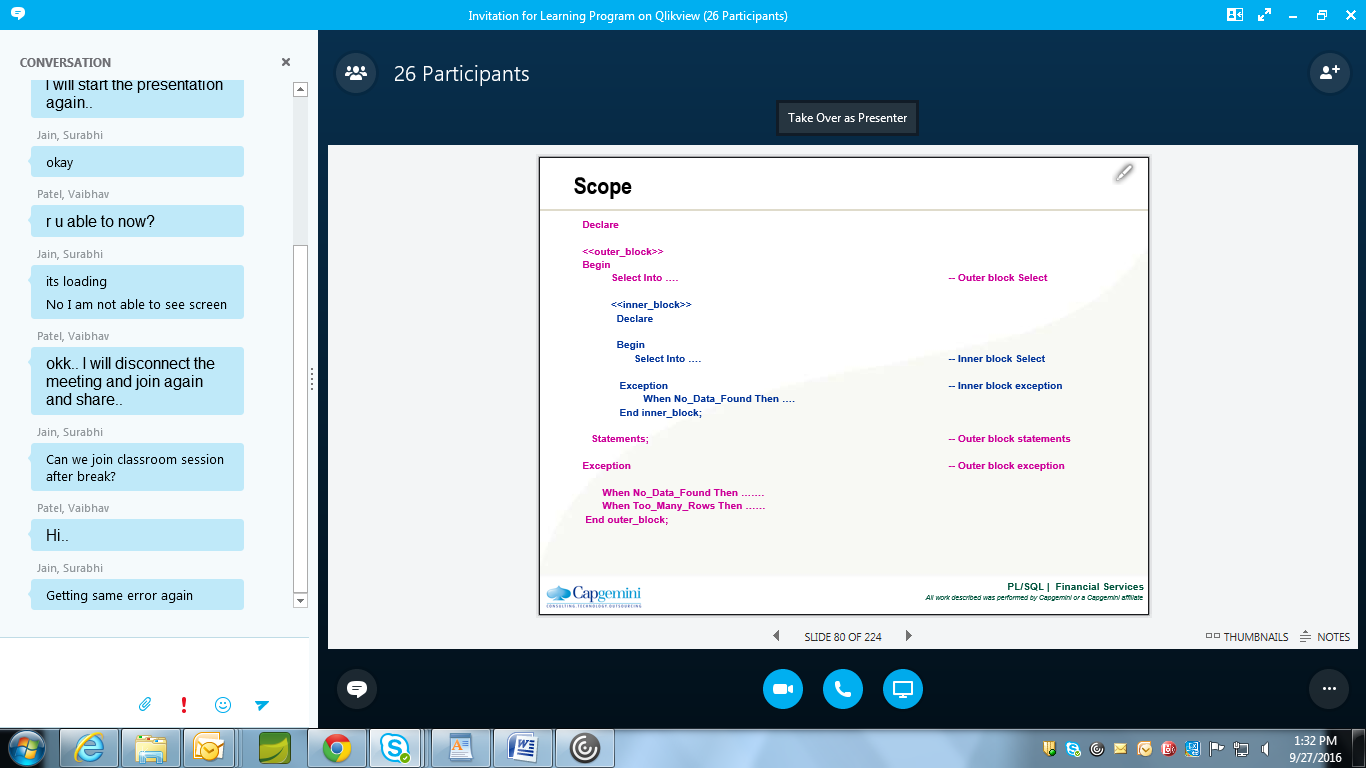 Invitation for Learning Program on Qlikview (26 Participants)
CONVERSATION
I will start the presentation
again..
Jain, Surabhi
okay
Patel, Vaibhav
r u able to now?
Jain, Surabhi
its loading
No I am not able to see screen
Patel, Vaibhav
okk.. I will disconnect the
meeting and join again
and share..
Jain, Surabhi
Can we join classroom session
after break?
Patel, Vaibhav
Hi..
Jain, Surabhi
Getting same error again
26 Participants
Take Over as Presenter
Scope
Declare
<<outer_block>>
Begin
Select Into .... -- Outer block Select
<<inner_block>>
Declare
Begin
Select Into .... -- Inner block Select
Exception -- Inner block exception
When No_Data_Found Then ....
End inner_block;
Statements; -- Outer block statements
Exception -- Outer block exception
When No_Data_Found Then .......
When Too_Many_Rows Then ......
End outer_block;
Capgemini
CONSULTING.TECHNOLOGY.OUTSOURCING
PL/SQL | Financial Services
All work described was performed by Capgemini or a Capgemini affiliate
SLIDE 80 OF 224
THUMBNAILS
NOTES
1:32 PM
9/27/2016